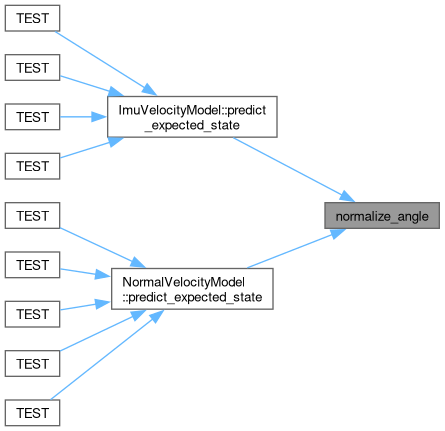 TEST
TEST
TEST
TEST
ImuVelocityModel::predict
_expected_state
normalize_angle
TEST
TEST
TEST
TEST
TEST
NormalVelocityModel
::predict_expected_state